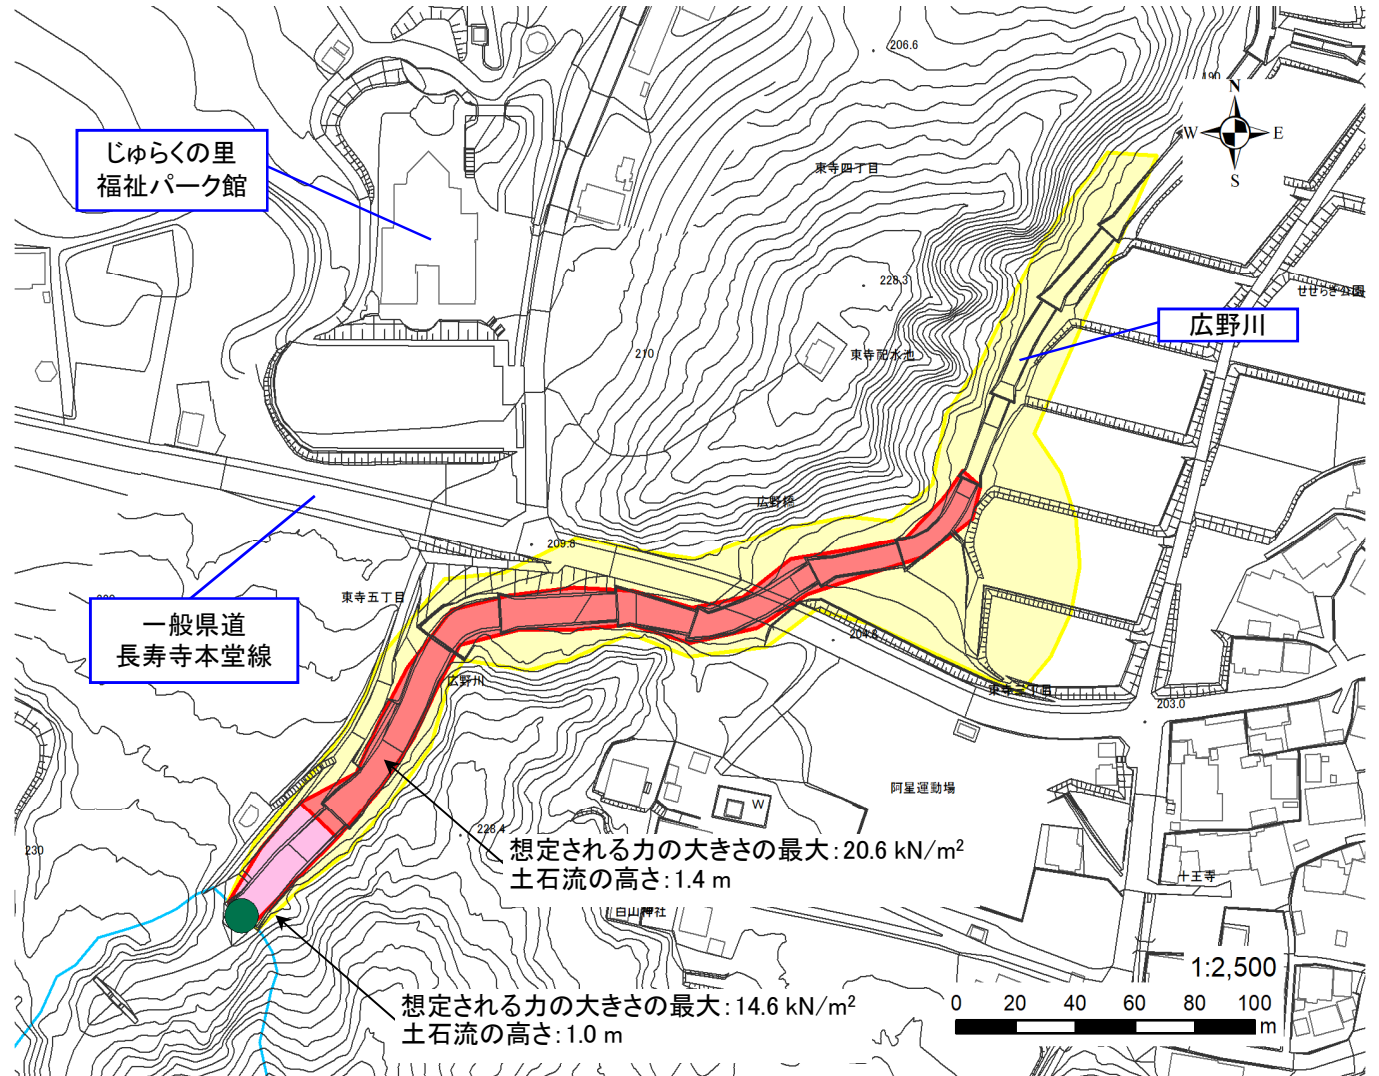 206.6
190
N
W
E
S
じゅらくの里
福祉パーク館
東寺四丁目
228.3
せせらぎ公園
広野川
210
東寺配水池
広野橋
209.8
東寺五丁目
一般県道
長寿寺本堂線
204.8
広野川
東寺二丁目
203.0
阿星運動場
W
228.4
230
想定される力の大きさの最大：20.6 kN/m²
土石流の高さ：1.4 m
十王寺
白山神社
1:2,500
想定される力の大きさの最大：14.6 kN/m²
土石流の高さ：1.0 m
0 20 40 60 80 100
m